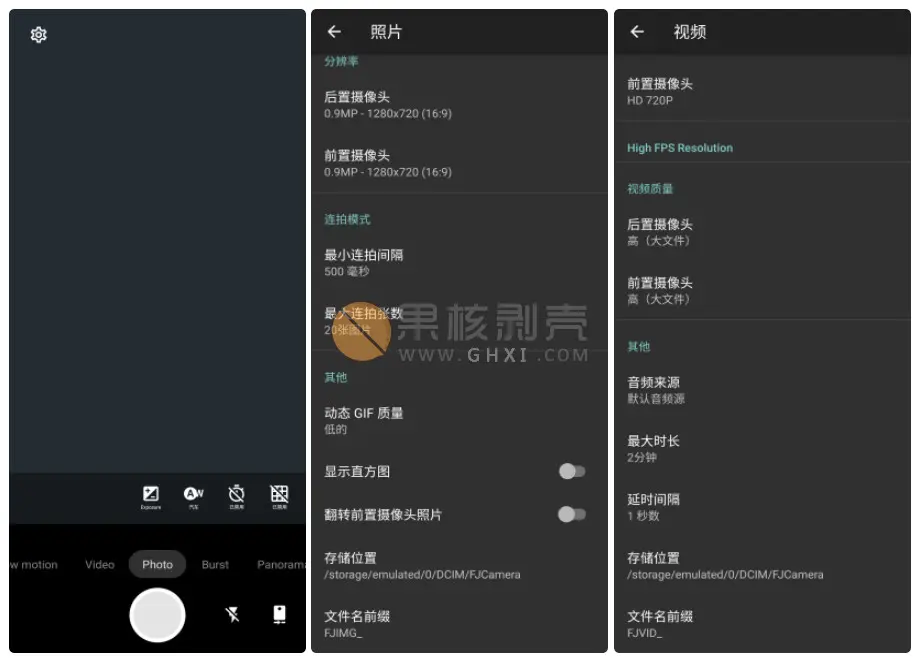 Exposure
汽车
已禁用
已禁用
w motion
Video
Photo
Burst
Panorama
照片
分辨率
后置摄像头
0.9MP - 1280x720 (16:9)
前置摄像头
0.9MP - 1280x720 (16:9)
连拍模式
最小连拍间隔
500 毫秒
最大连拍张数
20张图片
其他
动态 GIF 质量
低的
显示直方图
翻转前置摄像头照片
存储位置
/storage/emulated/0/DCIM/FJCamera
文件名前缀
FJIMG_
视频
前置摄像头
HD 720P
High FPS Resolution
视频质量
后置摄像头
高（大文件）
前置摄像头
高（大文件）
其他
音频来源
默认音频源
最大时长
2分钟
延时间隔
1 秒数
存储位置
/storage/emulated/0/DCIM/FJCamera
文件名前缀
FJVID_
果核剥壳
WWW.GHXI.COM